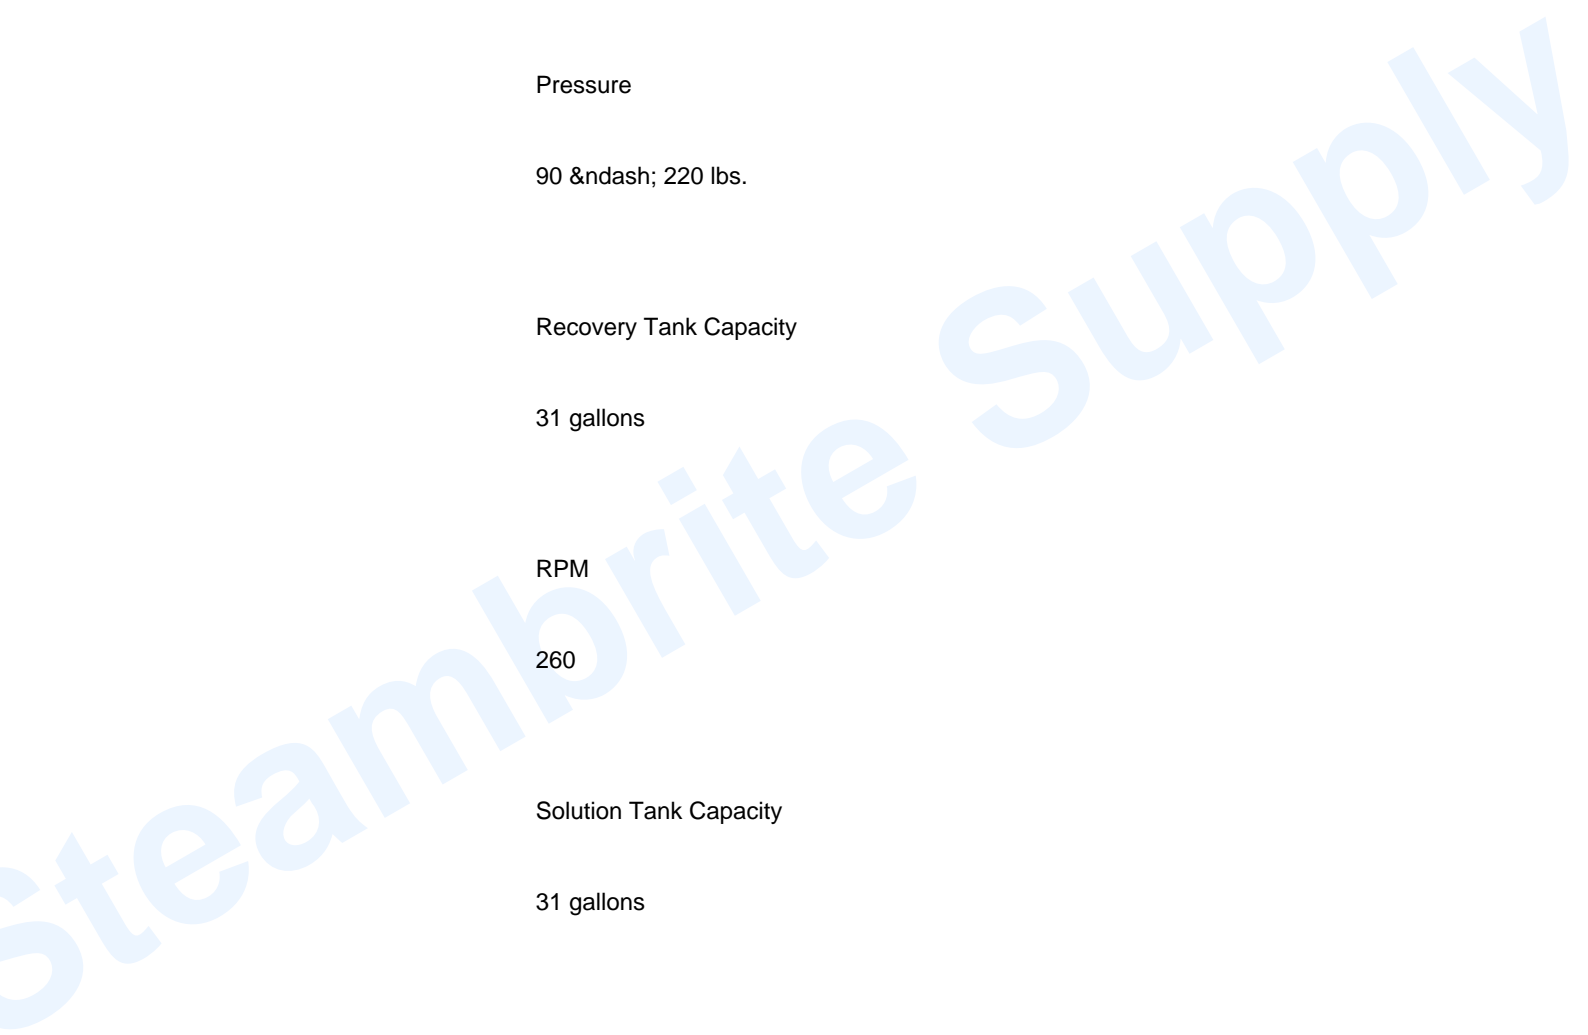 Pressure
90 &ndash; 220 lbs.
Recovery Tank Capacity
31 gallons
RPM
260
Solution Tank Capacity
31 gallons
Steambrite Supply